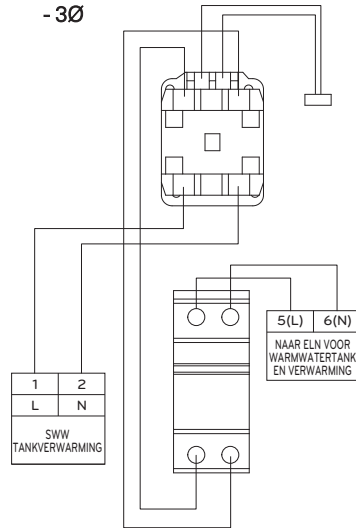 - 3Ø
5(L) 6(N)
NAAR ELN VOOR
WARMWATERTANK
EN VERWARMING
1 2
L N
SWW
TANKVERWARMING